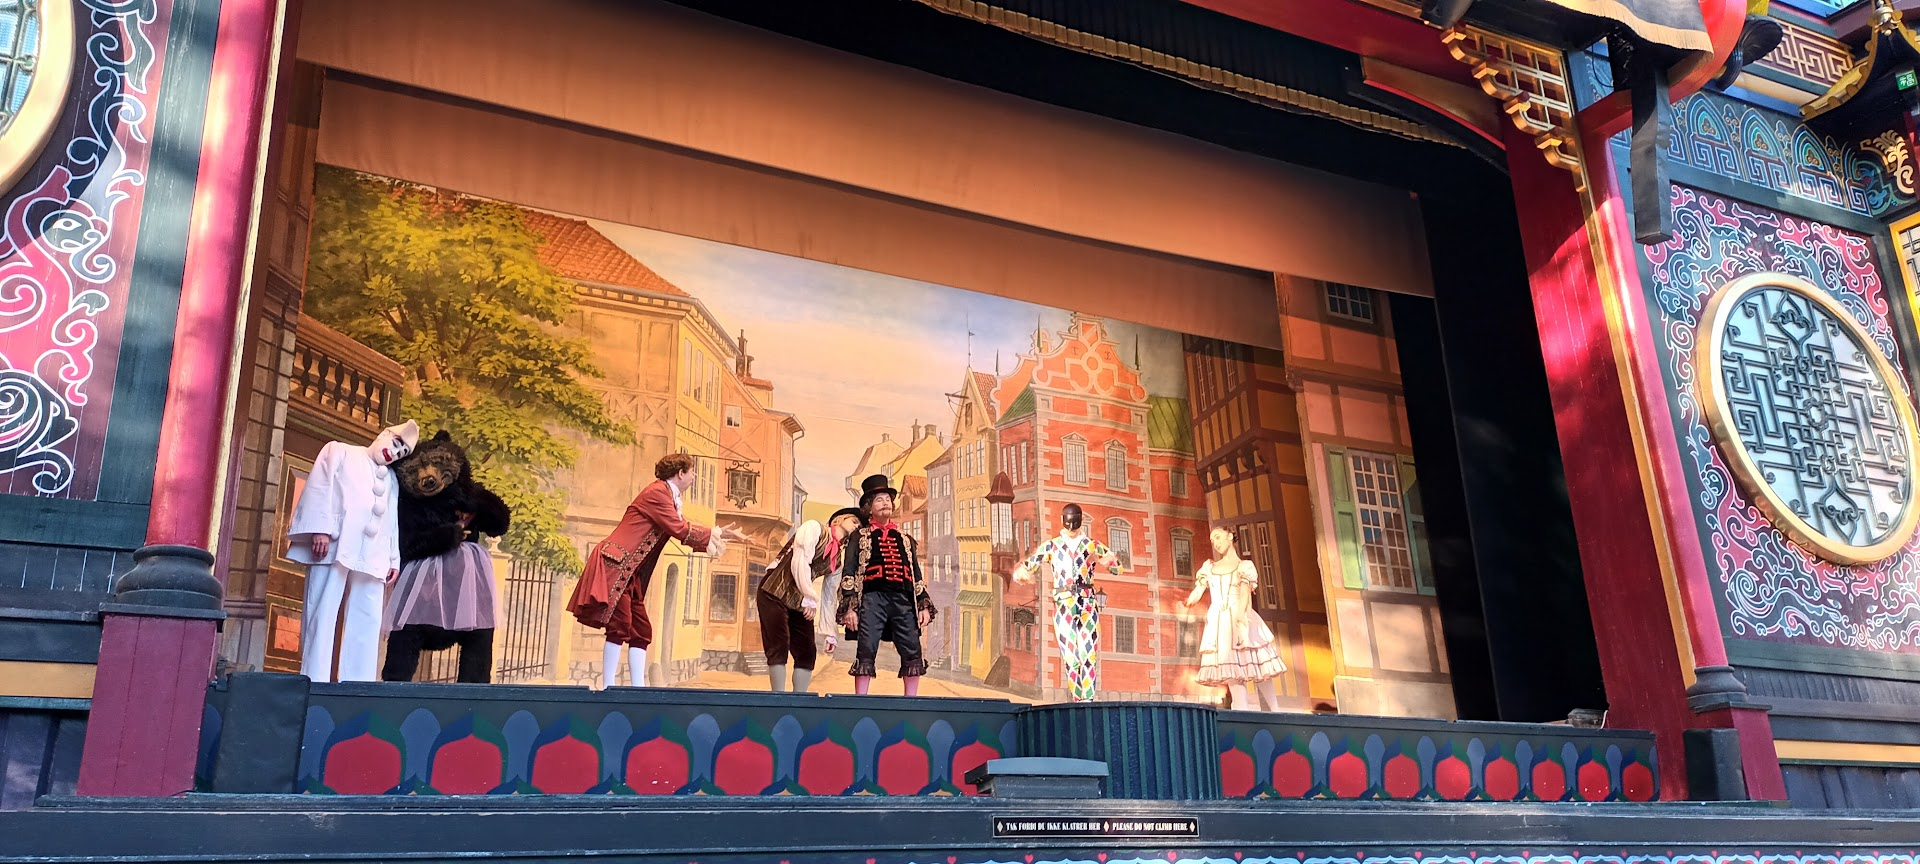 TAK FORDI DU IKKE KLATRER HER ♦ PLEASE DO NOT CLIMB HERE